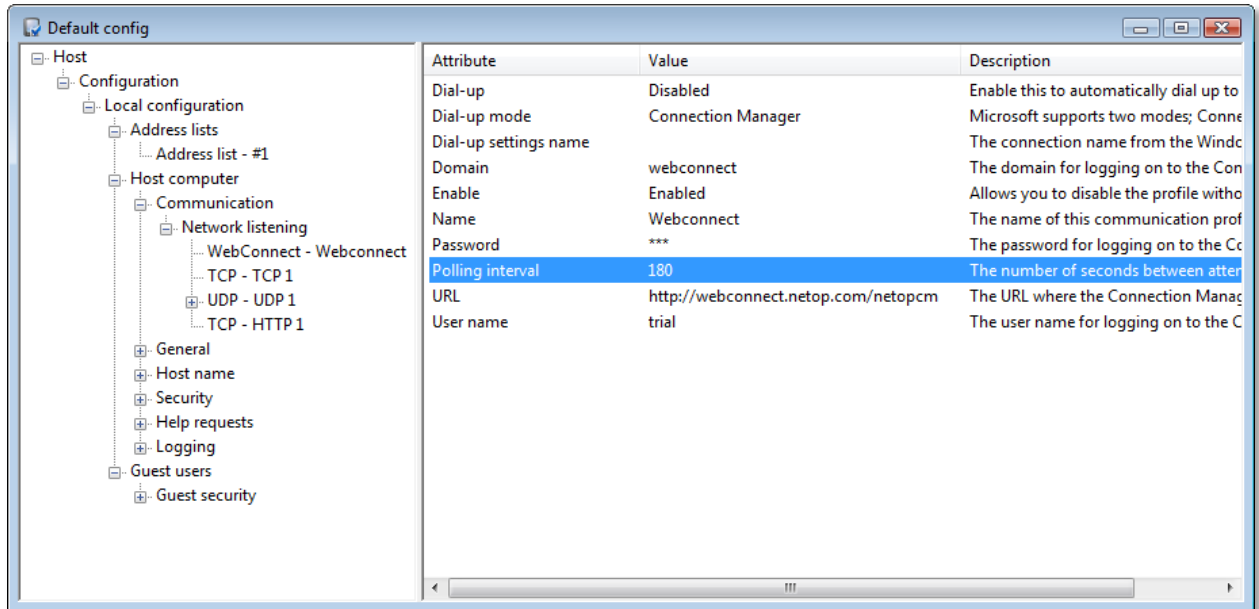 Default config
Host
Configuration
Local configuration
Address lists
Address list - #1
Host computer
Communication
Network listening
WebConnect - Webconnect
TCP - TCP 1
UDP - UDP 1
TCP - HTTP 1
General
Host name
Security
Help requests
Logging
Guest users
Guest security
Attribute Value Description
Dial-up Disabled Enable this to automatically dial up to
Dial-up mode Connection Manager Microsoft supports two modes; Conne
Dial-up settings name The connection name from the Windo
Domain webconnect The domain for logging on to the Con
Enable Enabled Allows you to disable the profile witho
Name Webconnect The name of this communication prof
Password *** The password for logging on to the Co
Polling interval 180 The number of seconds between atter
URL http://webconnect.netop.com/netopcm The URL where the Connection Manag
User name trial The user name for logging on to the C